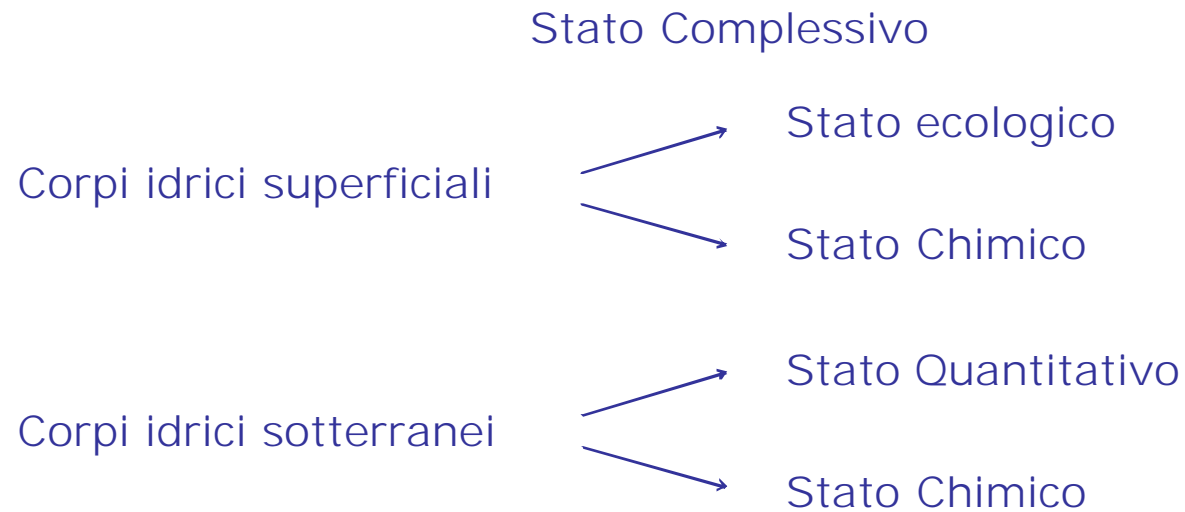 Stato Complessivo
Stato ecologico
Corpi idrici superficiali
Stato Chimico
Stato Quantitativo
Corpi idrici sotterranei
Stato Chimico